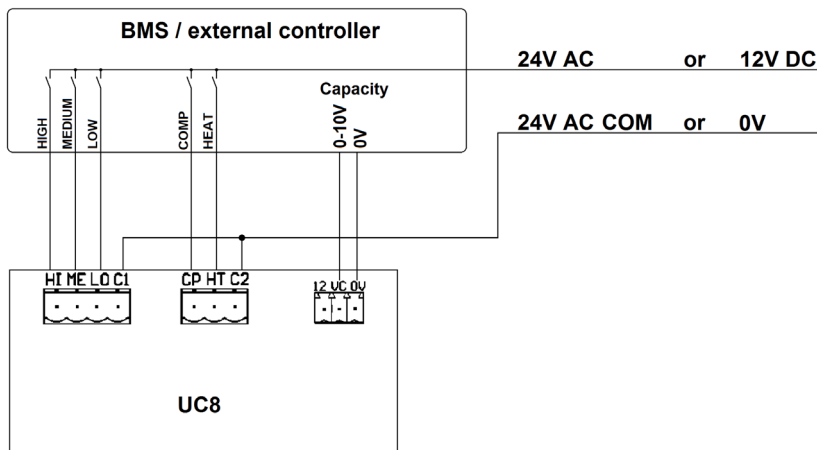 BMS / external controller
24V AC or 12V DC
Capacity
HIGH
MEDIUM
LOW
COMP
HEAT
0-10V
0V
24V AC COM or 0V
HI ME LO C1
CP HT C2
12 VC 0V
UC8